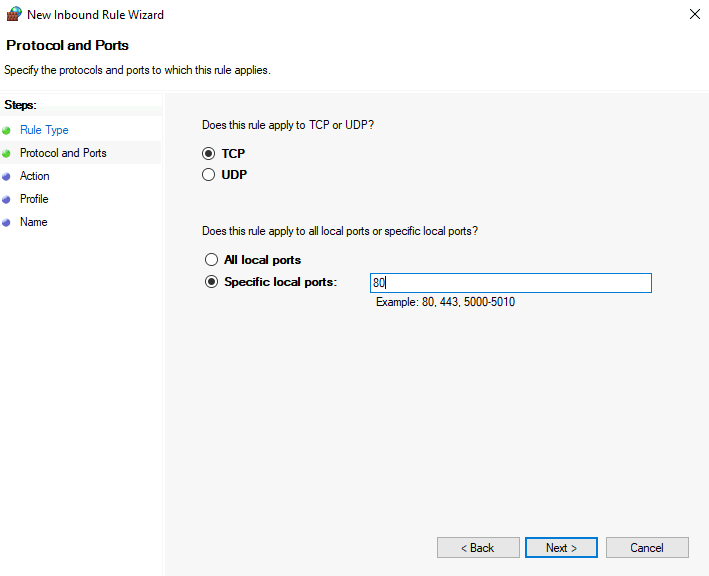 New Inbound Rule Wizard
Protocol and Ports
Specify the protocols and ports to which this rule applies.
Steps:
Rule Type
Protocol and Ports
Action
Profile
Name
Does this rule apply to TCP or UDP?
TCP
UDP
Does this rule apply to all local ports or specific local ports?
All local ports
Specific local ports: 80
Example: 80, 443, 5000-5010
< Back Next > Cancel